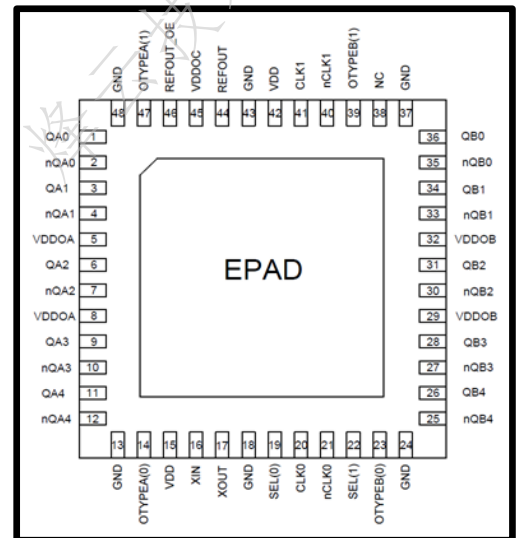 GND OTYPEA(1) REFOUT_OE VDDOC REFOUT GND VDD CLK1 nCLK1 OTYPEB(1) NC GND
48 47 46 45 44 43 42 41 40 39 38 37
QA0 1 36 QB0
nQA0 2 35 nQB0
QA1 3 34 QB1
nQA1 4 33 nQB1
VDDOA 5 32 VDDOB
QA2 6 31 QB2
EPAD
nQA2 7 30 nQB2
VDDOA 8 29 VDDOB
QA3 9 28 QB3
nQA3 10 27 nQB3
QA4 11 26 QB4
nQA4 12 25 nQB4
13 14 15 16 17 18 19 20 21 22 23 24
GND OTYPEA(0) VDD XIN XOUT GND SEL(0) CLK0 nCLK0 SEL(1) OTYPEB(0) GND